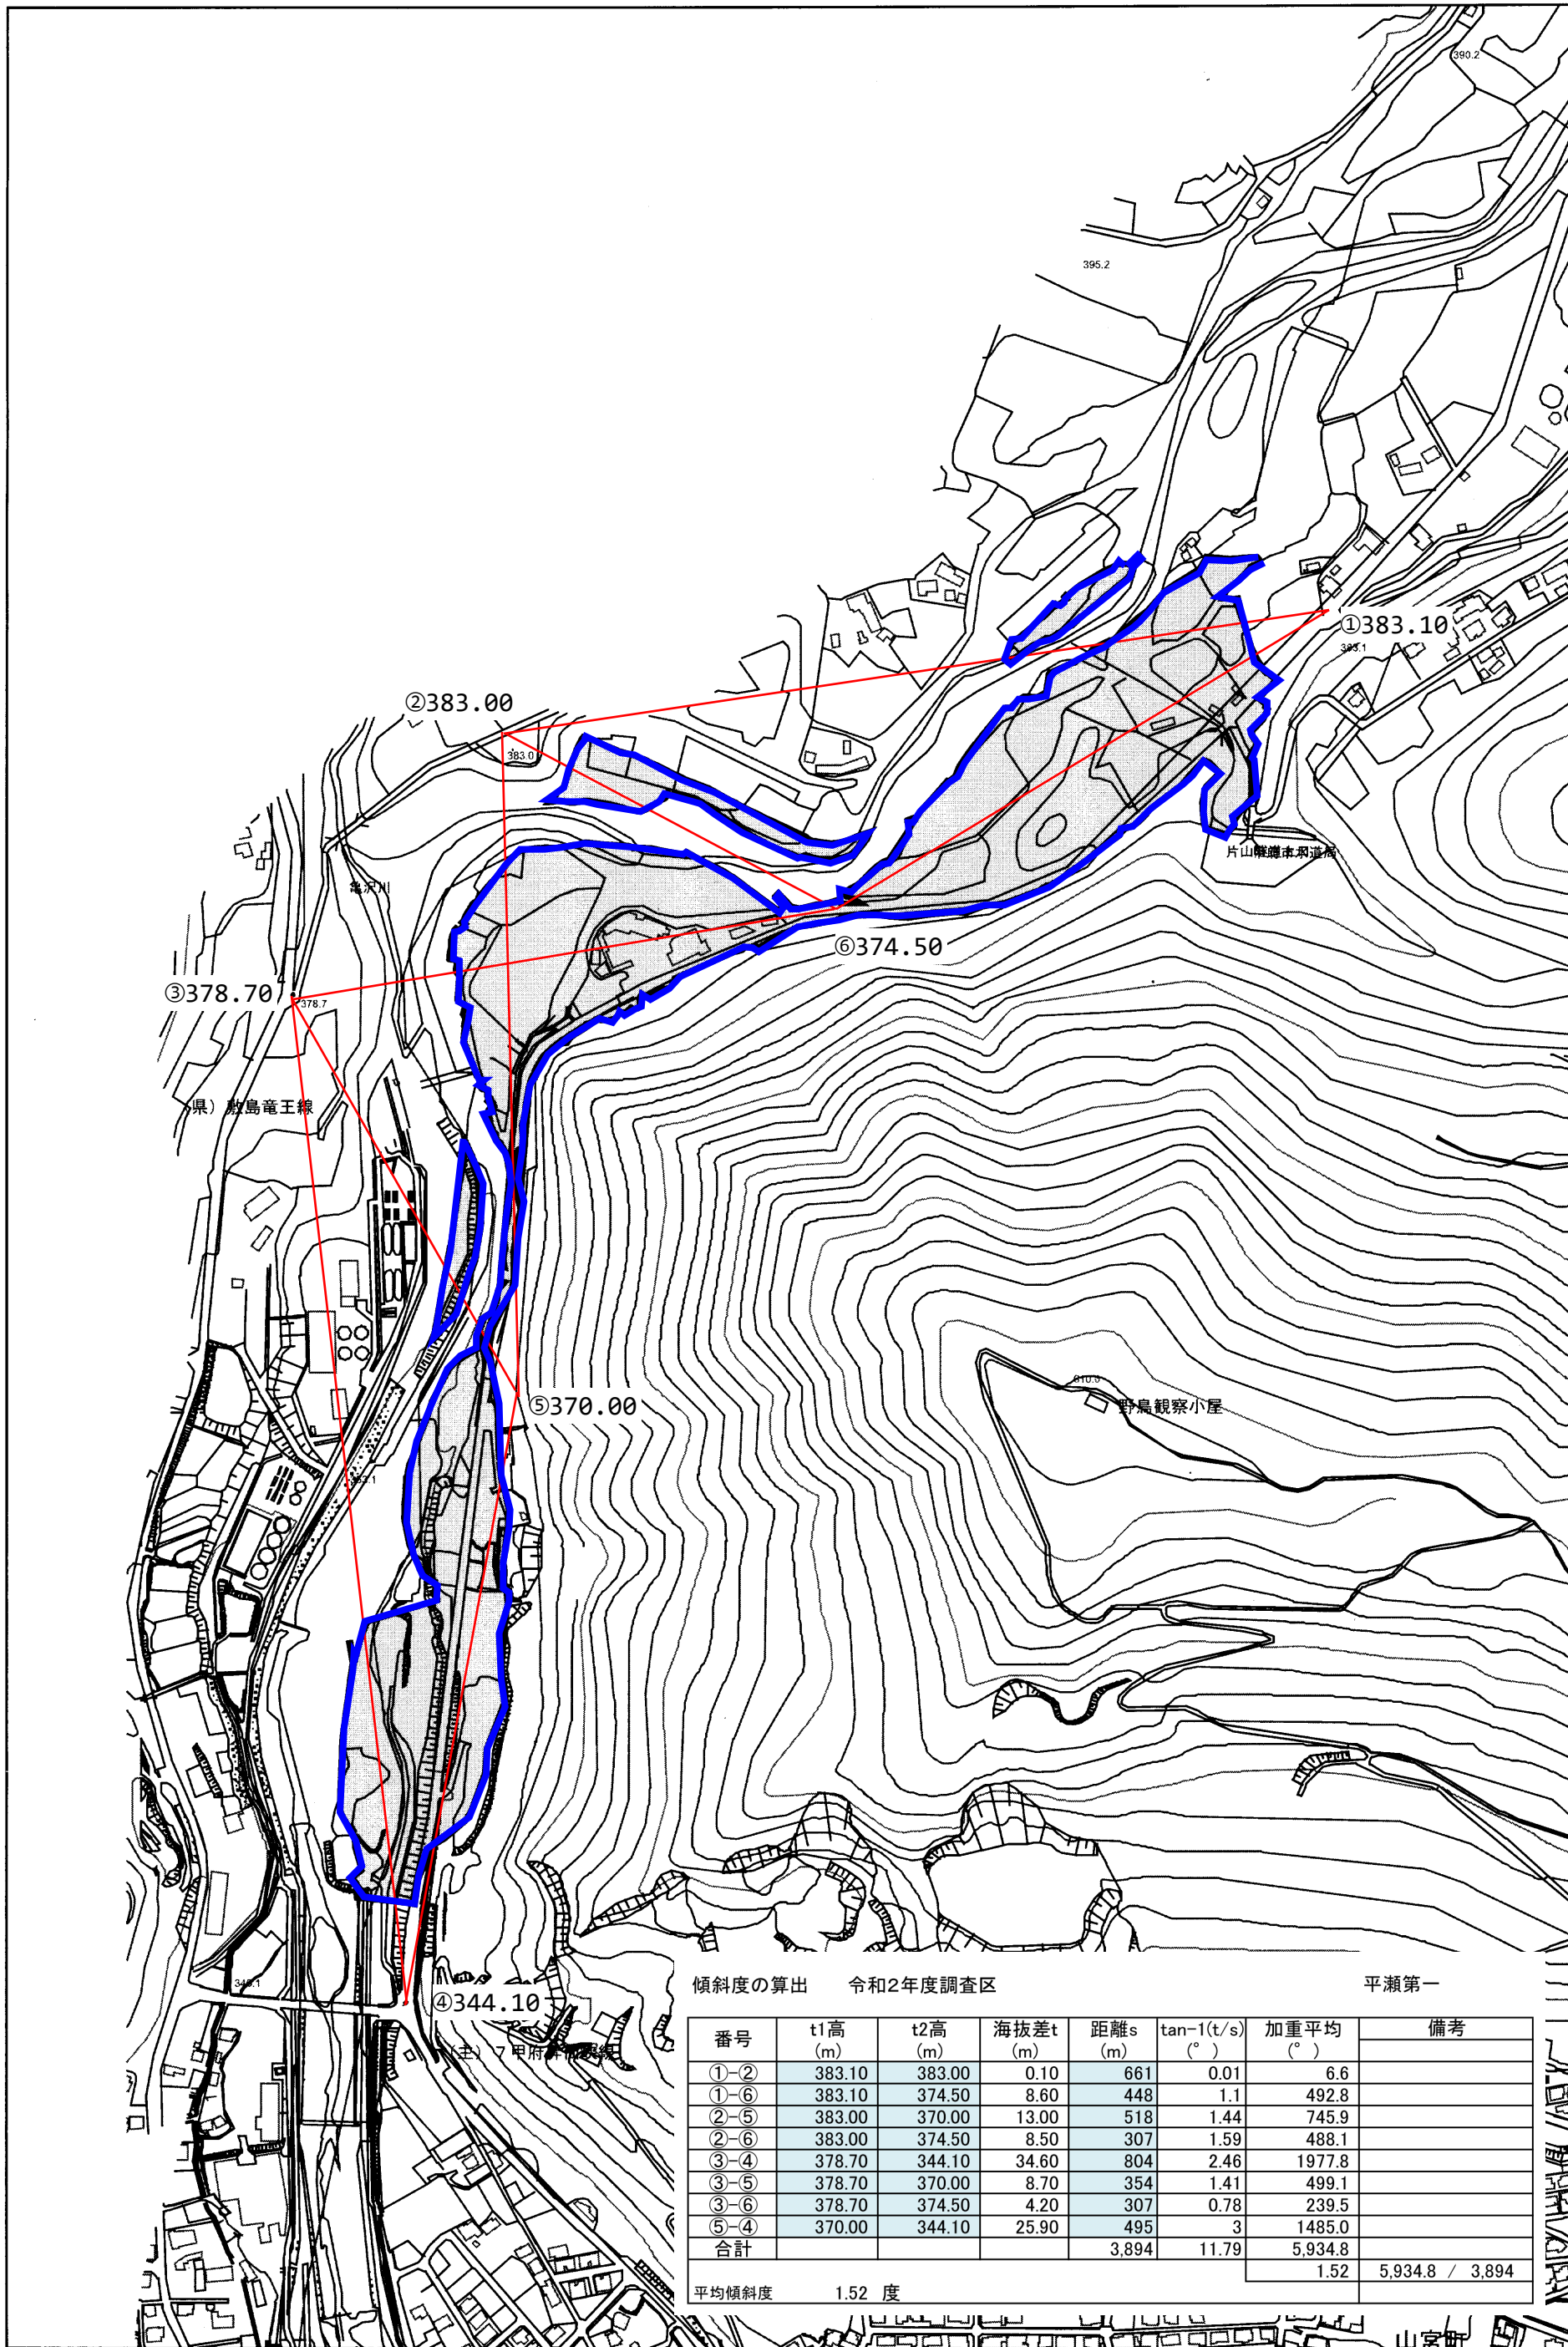 390.2
395.2
①383.10
383.1
②383.00
383.0
亀沢川
⑥374.50
③378.70
378.7
県）敷島竜王線
⑤370.00
野鳥観察小屋
④344.10
傾斜度の算出 令和2年度調査区 平瀬第一
番号 t1高(m) t2高(m) 海抜差t(m) 距離s(m) tan-1(t/s)(°) 加重平均(°) 備考
①-② 383.10 383.00 0.10 661 0.01 6.6
①-⑥ 383.10 374.50 8.60 448 1.1 492.8
②-⑤ 383.00 370.00 13.00 518 1.44 745.9
②-⑥ 383.00 374.50 8.50 307 1.59 488.1
③-④ 378.70 344.10 34.60 804 2.46 1977.8
③-⑤ 378.70 370.00 8.70 354 1.41 499.1
③-⑥ 378.70 374.50 4.20 307 0.78 239.5
⑤-④ 370.00 344.10 25.90 495 3 1485.0
合計 3,894 11.79 5,934.8
1.52 5,934.8 / 3,894
平均傾斜度 1.52 度
山宮町